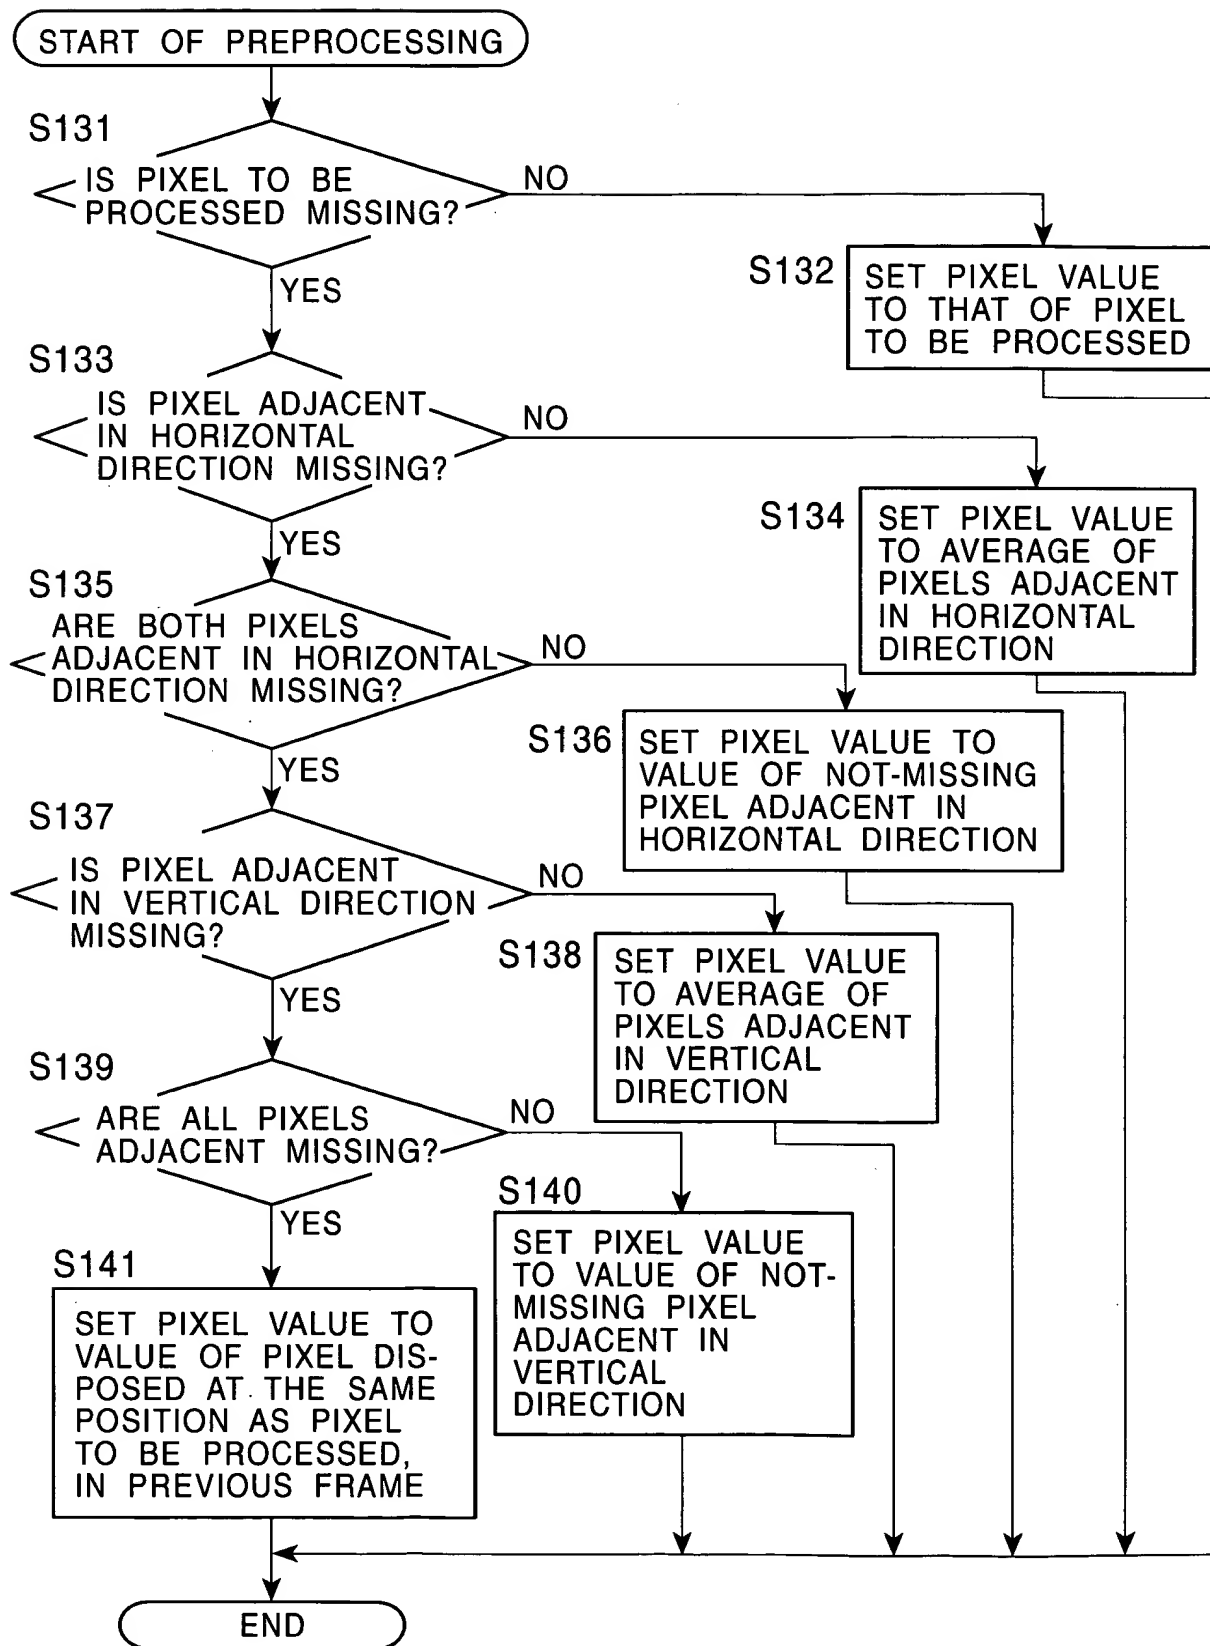 START OF PREPROCESSING
S131
IS PIXEL TO BE
PROCESSED MISSING?
NO
YES
S132
SET PIXEL VALUE
TO THAT OF PIXEL
TO BE PROCESSED
S133
IS PIXEL ADJACENT
IN HORIZONTAL
DIRECTION MISSING?
NO
YES
S134
SET PIXEL VALUE
TO AVERAGE OF
PIXELS ADJACENT
IN HORIZONTAL
DIRECTION
S135
ARE BOTH PIXELS
ADJACENT IN HORIZONTAL
DIRECTION MISSING?
NO
YES
S136
SET PIXEL VALUE TO
VALUE OF NOT-MISSING
PIXEL ADJACENT IN
HORIZONTAL DIRECTION
S137
IS PIXEL ADJACENT
IN VERTICAL DIRECTION
MISSING?
NO
YES
S138
SET PIXEL VALUE
TO AVERAGE OF
PIXELS ADJACENT
IN VERTICAL
DIRECTION
S139
ARE ALL PIXELS
ADJACENT MISSING?
NO
YES
S140
SET PIXEL VALUE
TO VALUE OF NOT-
MISSING PIXEL
ADJACENT IN
VERTICAL
DIRECTION
S141
SET PIXEL VALUE TO
VALUE OF PIXEL DIS-
POSED AT THE SAME
POSITION AS PIXEL
TO BE PROCESSED,
IN PREVIOUS FRAME
END